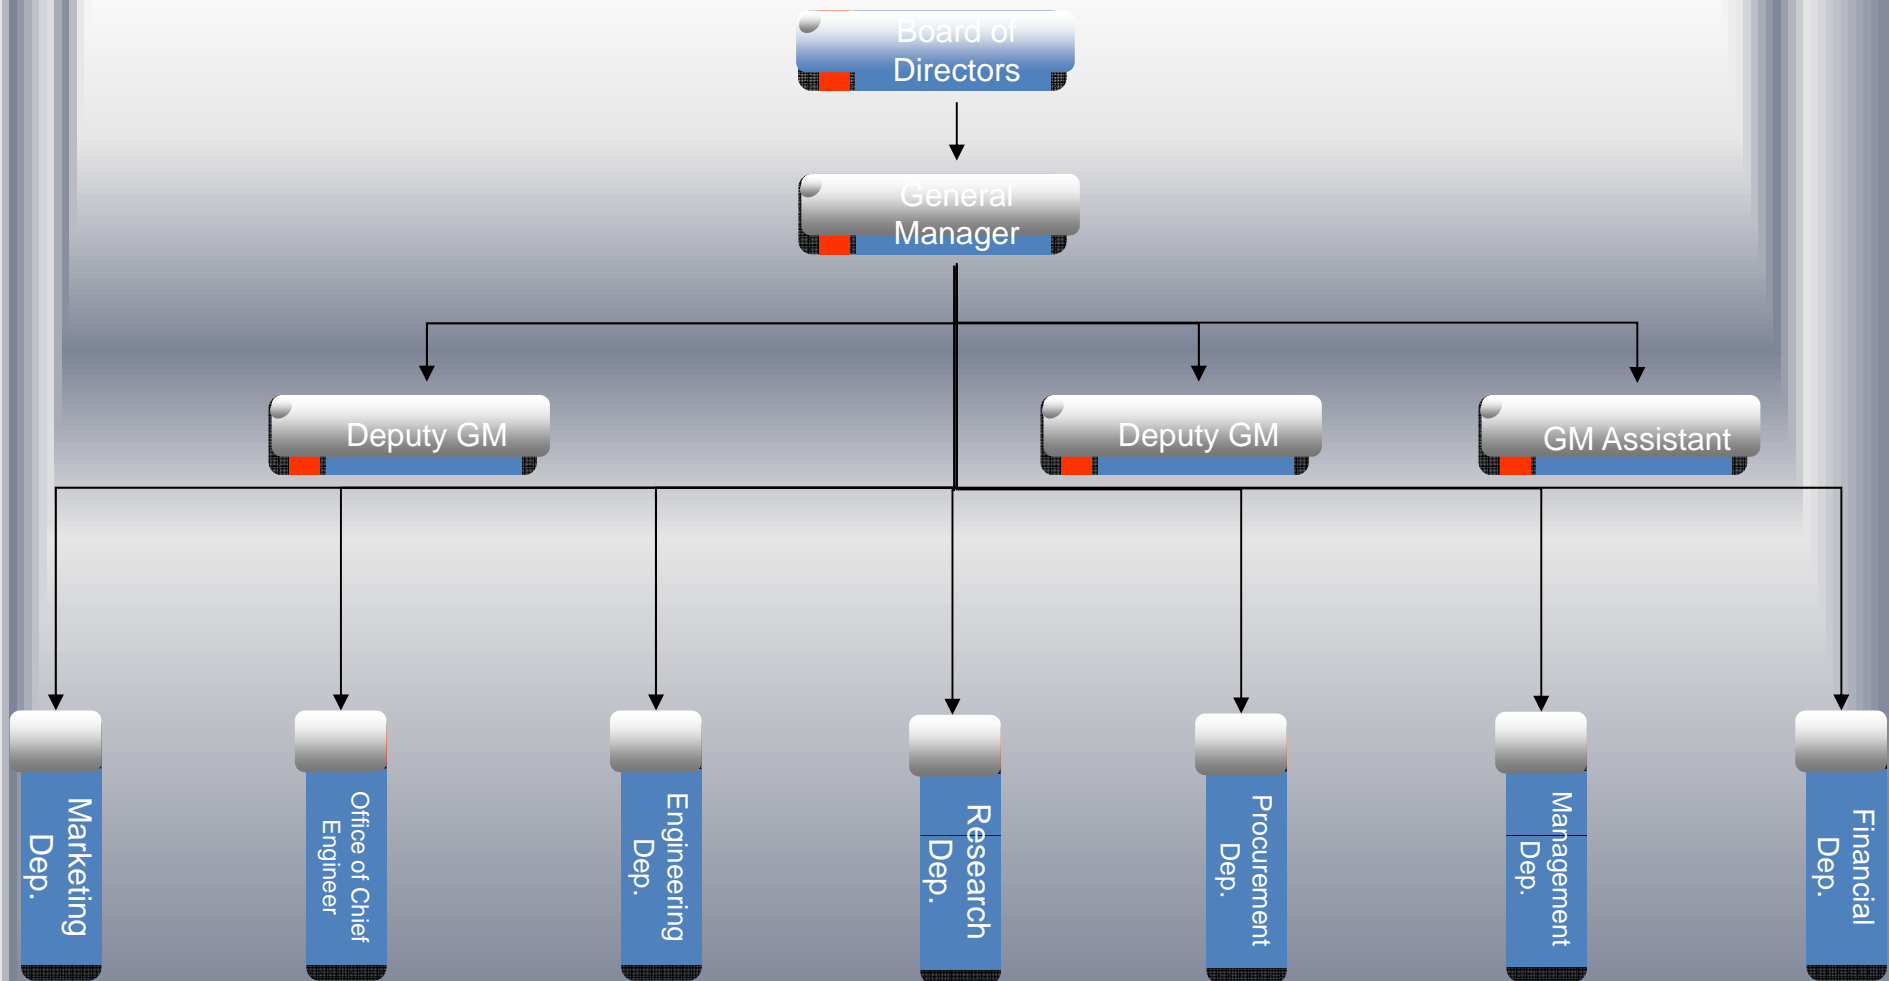 Board of
Directors
General
Manager
Deputy GM
Deputy GM
GM Assistant
Marketing
Dep.
Office of Chief
Engineer
Engineering
Dep.
Research
Dep.
Procurement
Dep.
Management
Dep.
Financial
Dep.